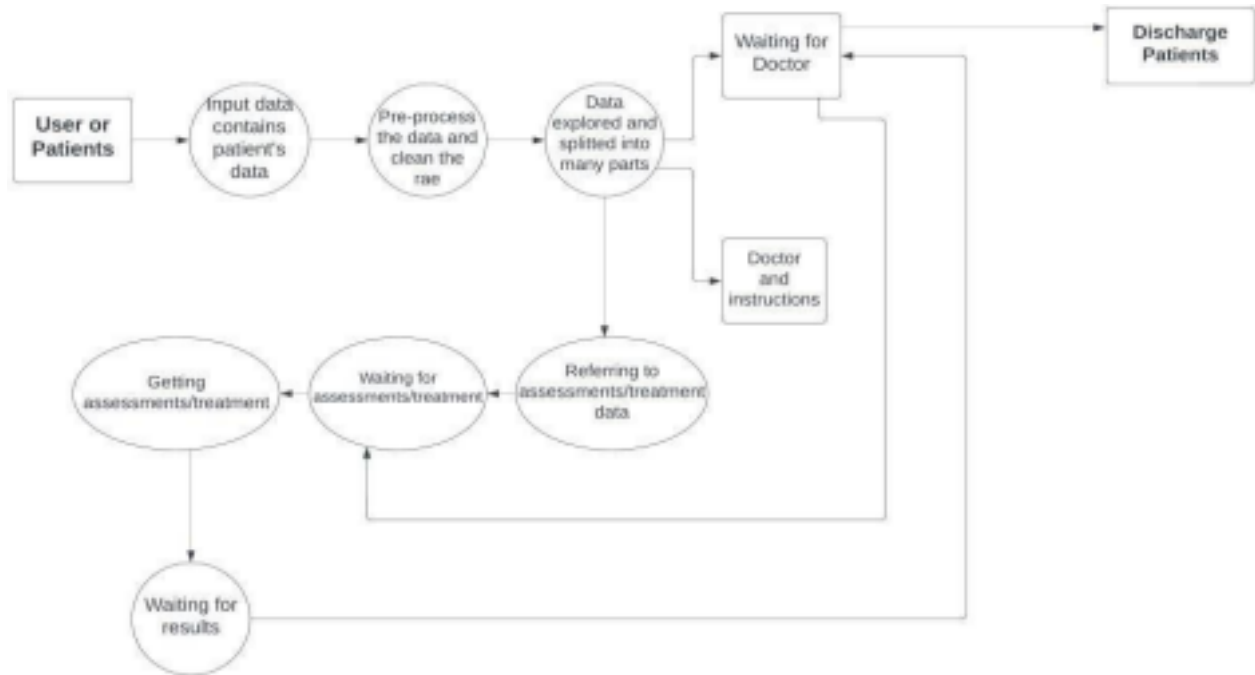 User or
Patients
Input data
contains
patient's
data
Pre-process
the data and
clean the
rae
Data
explored and
splitted into
many parts
Waiting for
Doctor
Discharge
Patients
Doctor
and
instructions
Referring to
assessments/treatment
data
Waiting for
assessments/treatment
Getting
assessments/treatment
Waiting for
results